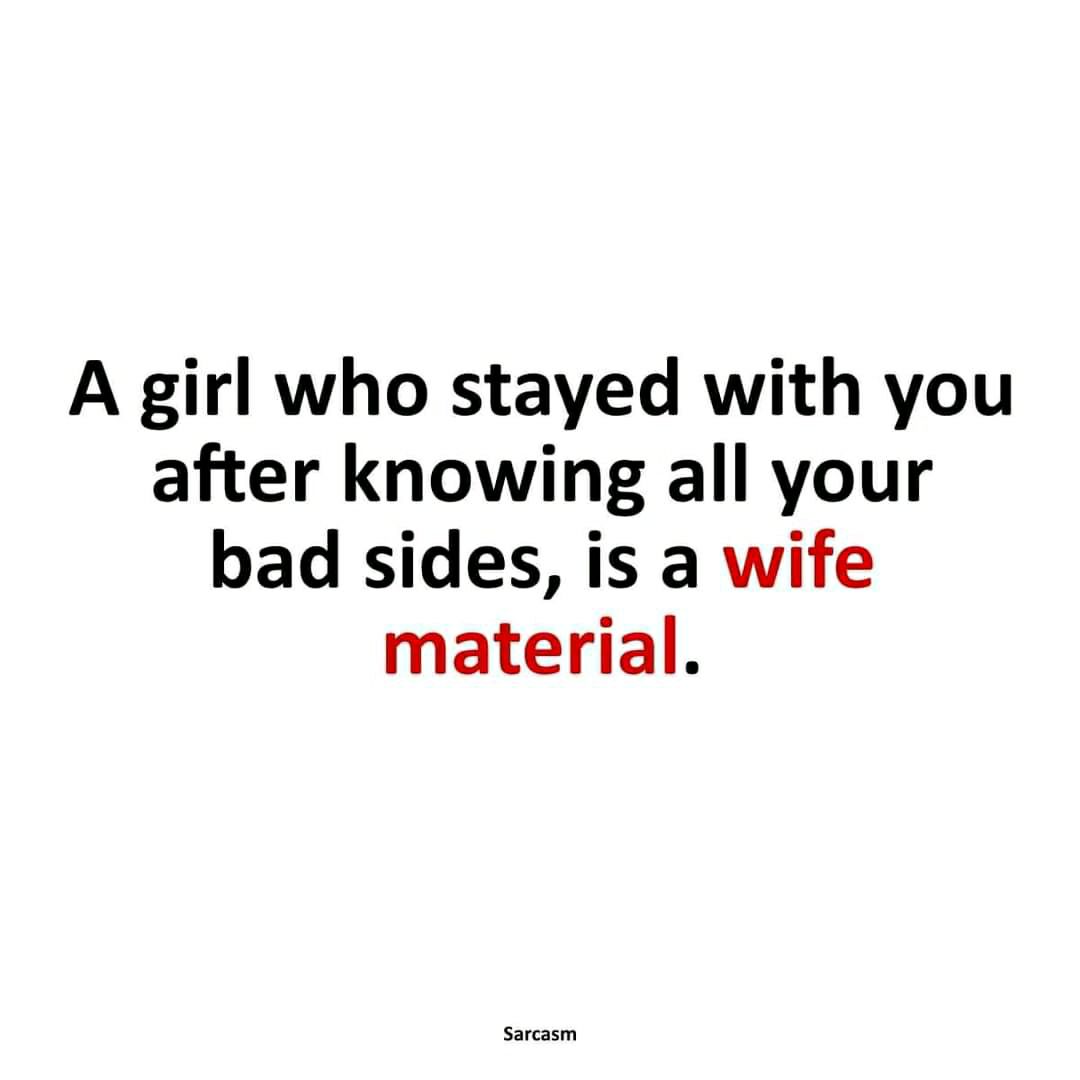 A girl who stayed with you
after knowing all your
bad sides, is a wife
material.
Sarcasm